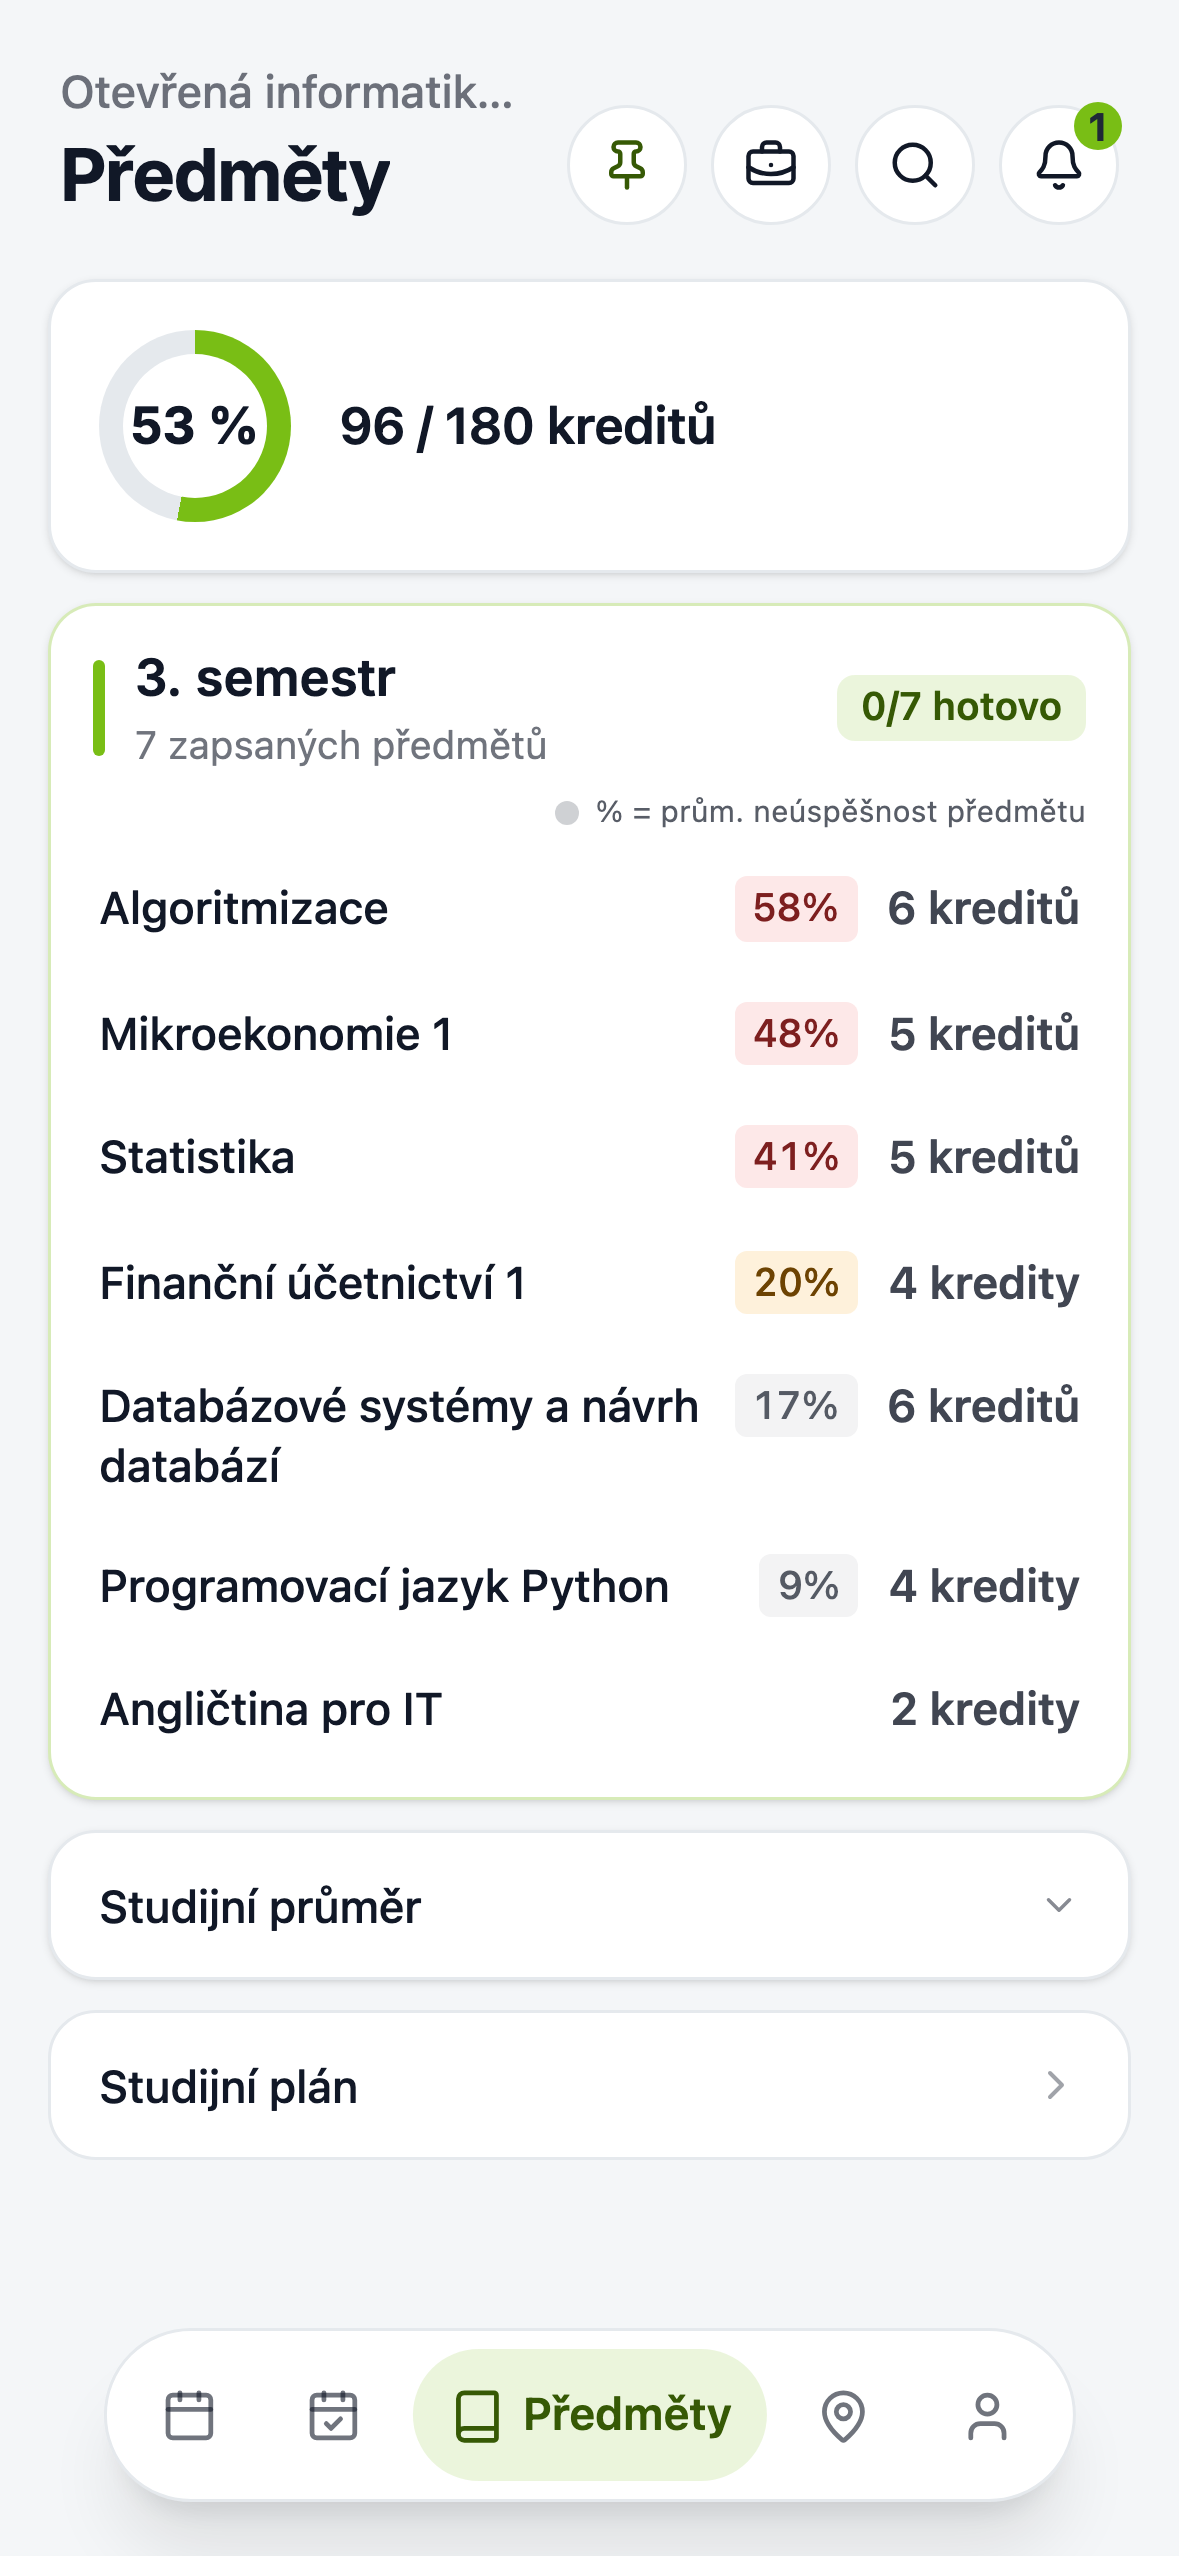 Otevřená informatik...
Předměty
1
53 %
96 / 180 kreditů
3. semestr
0/7 hotovo
7 zapsaných předmětů
% = prům. neúspěšnost předmětu
Algoritmizace 58% 6 kreditů
Mikroekonomie 1 48% 5 kreditů
Statistika 41% 5 kreditů
Finanční účetnictví 1 20% 4 kredity
Databázové systémy a návrh 17% 6 kreditů
databází
Programovací jazyk Python 9% 4 kredity
Angličtina pro IT 2 kredity
Studijní průměr
Studijní plán
Předměty